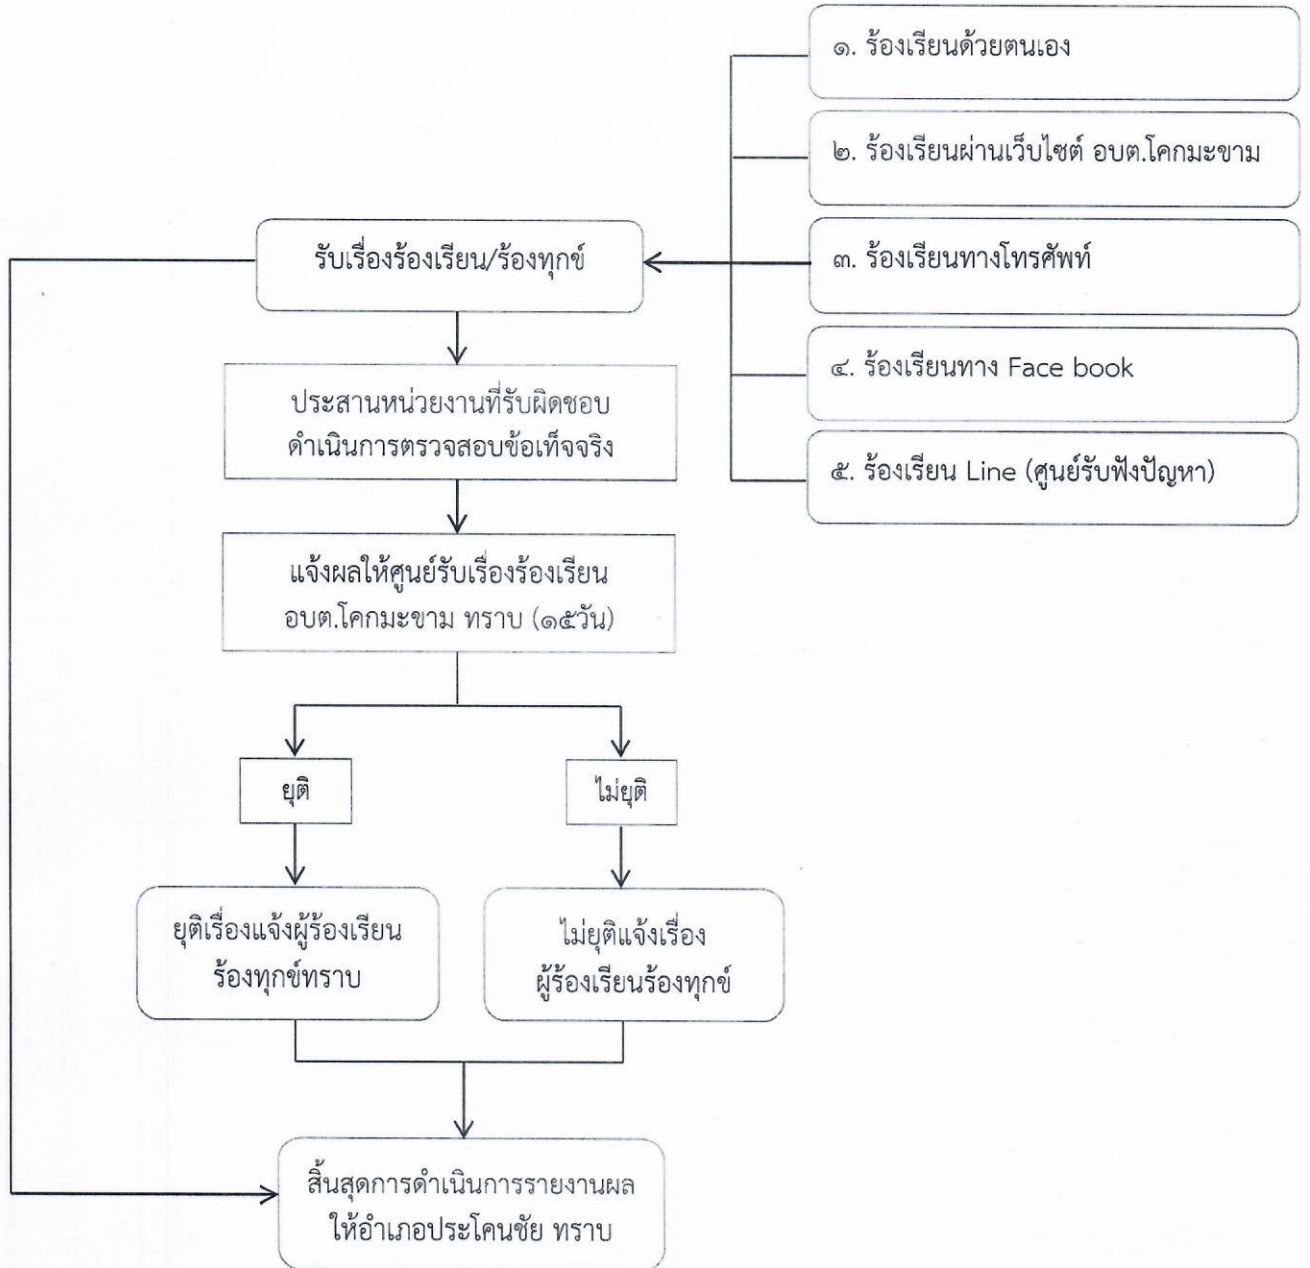 ๑. ร้องเรียนด้วยตนเอง
๒. ร้องเรียนผ่านเว็บไซต์ อบต.โคกมะขาม
๓. ร้องเรียนทางโทรศัพท์
๔. ร้องเรียนทาง Face book
๕. ร้องเรียน Line (ศูนย์รับฟังปัญหา)
รับเรื่องร้องเรียน/ร้องทุกข์
ประสานหน่วยงานที่รับผิดชอบ
ดำเนินการตรวจสอบข้อเท็จจริง
แจ้งผลให้ศูนย์รับเรื่องร้องเรียน
อบต.โคกมะขาม ทราบ (๑๕วัน)
ยุติ
ไม่ยุติ
ยุติเรื่องแจ้งผู้ร้องเรียน
ร้องทุกข์ทราบ
ไม่ยุติแจ้งเรื่อง
ผู้ร้องเรียนร้องทุกข์
สิ้นสุดการดำเนินการรายงานผล
ให้อำเภอประโคนชัย ทราบ